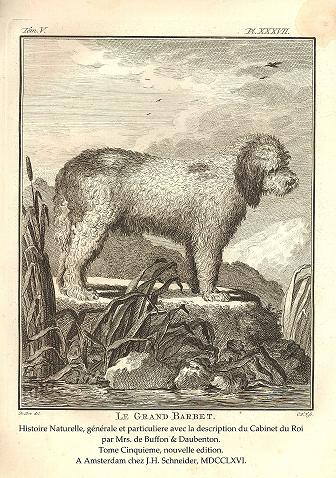 Tom. V.
Pl. XXXVII.
LE GRAND BARBET.
Histoire Naturelle, générale et particuliere avec la description du Cabinet du Roi
par Mrs. de Buffon & Daubenton.
Tome Cinquieme, nouvelle edition.
A Amsterdam chez J.H. Schneider, MDCCLXVI.